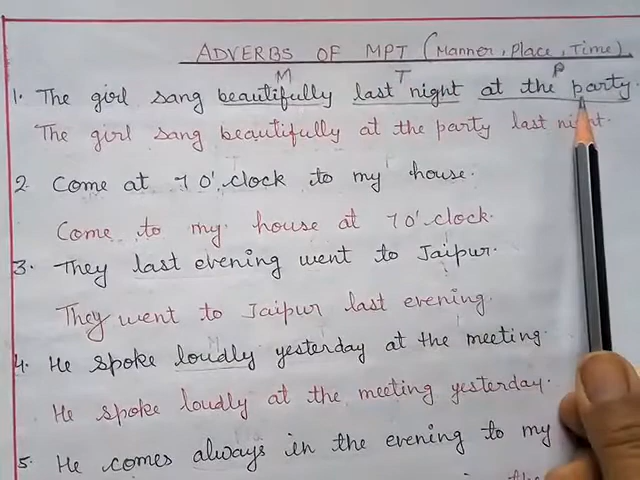 ADVERBS OF MPT (Manner, Place, Time)
M T P
1. The girl sang beautifully last night at the party.
The girl sang beautifully at the party last night.
2. Come at 7 O'clock to my house.
Come to my house at 7 O'clock.
3. They last evening went to Jaipur.
They went to Jaipur last evening.
4. He spoke loudly yesterday at the meeting.
He spoke loudly at the meeting yesterday.
5. He comes always in the evening to my
the